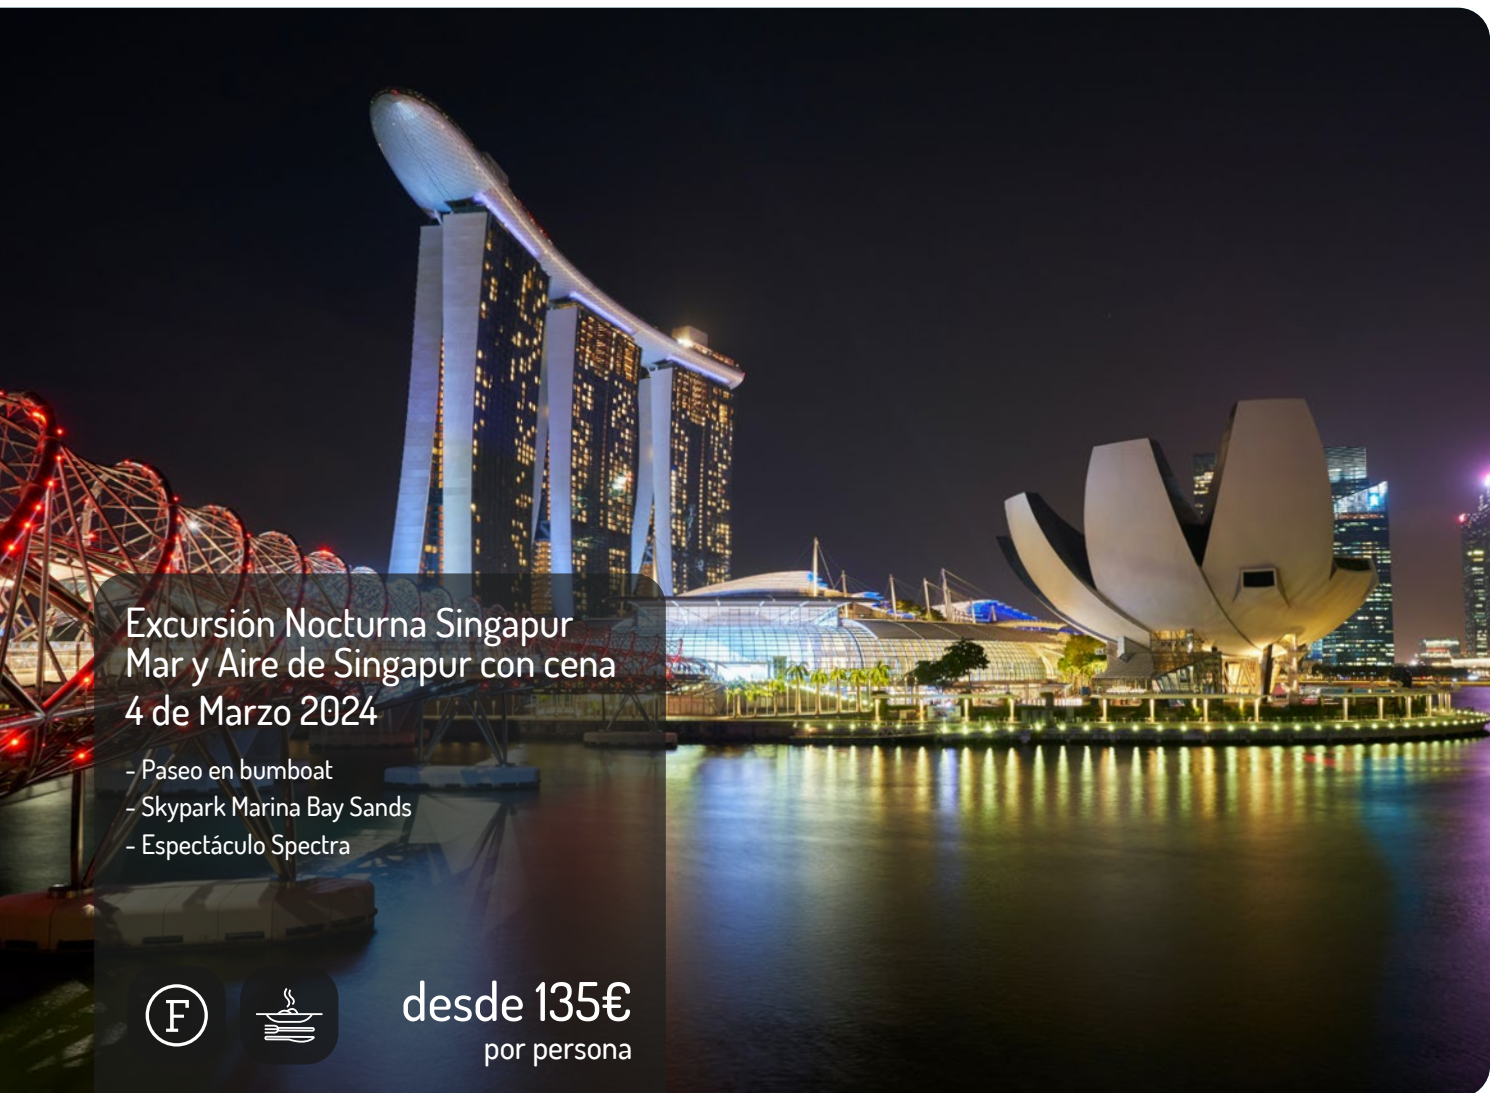 Excursión Nocturna Singapur
Mar y Aire de Singapur con cena
4 de Marzo 2024
- Paseo en bumboat
- Skypark Marina Bay Sands
- Espectáculo Spectra
F
desde 135€
por persona